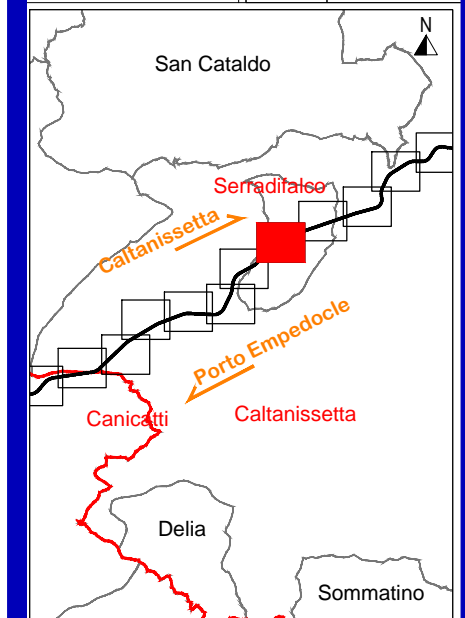 N
San Cataldo
Serradifalco
Caltanissetta
Porto Empedocle
Canicatti
Caltanissetta
Delia
Sommatino